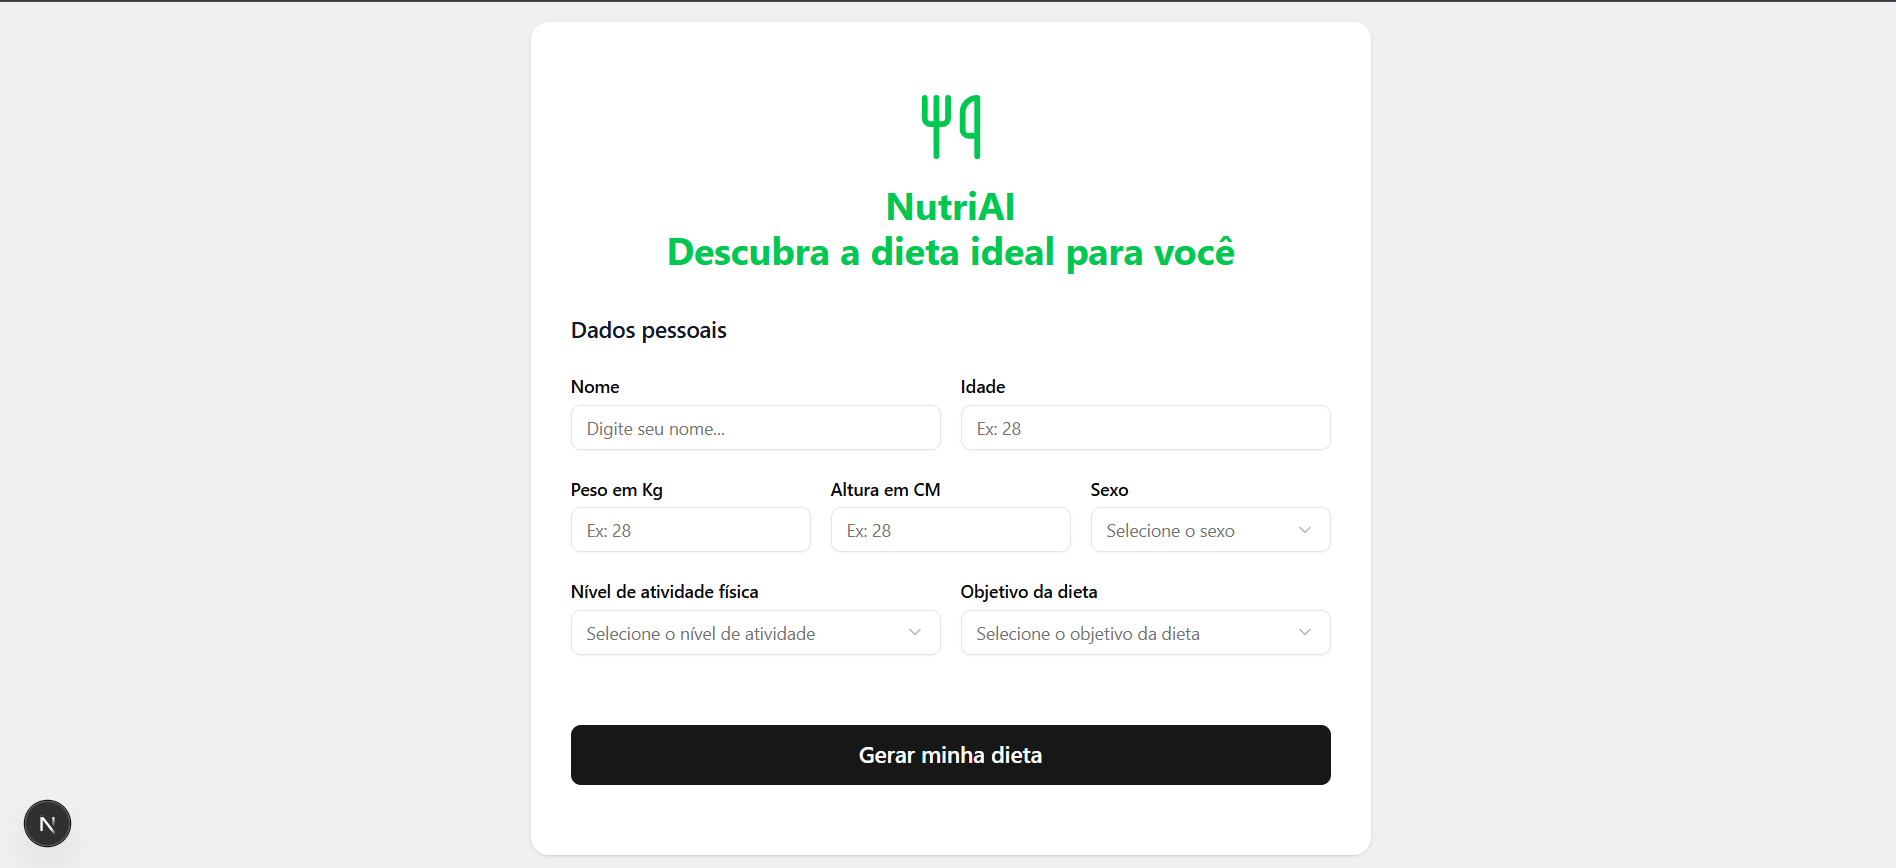 NutriAI
Descubra a dieta ideal para você
Dados pessoais
Nome
Idade
Digite seu nome...
Ex: 28
Peso em Kg
Altura em CM
Sexo
Ex: 28
Ex: 28
Selecione o sexo
Nível de atividade física
Objetivo da dieta
Selecione o nível de atividade
Selecione o objetivo da dieta
Gerar minha dieta
N